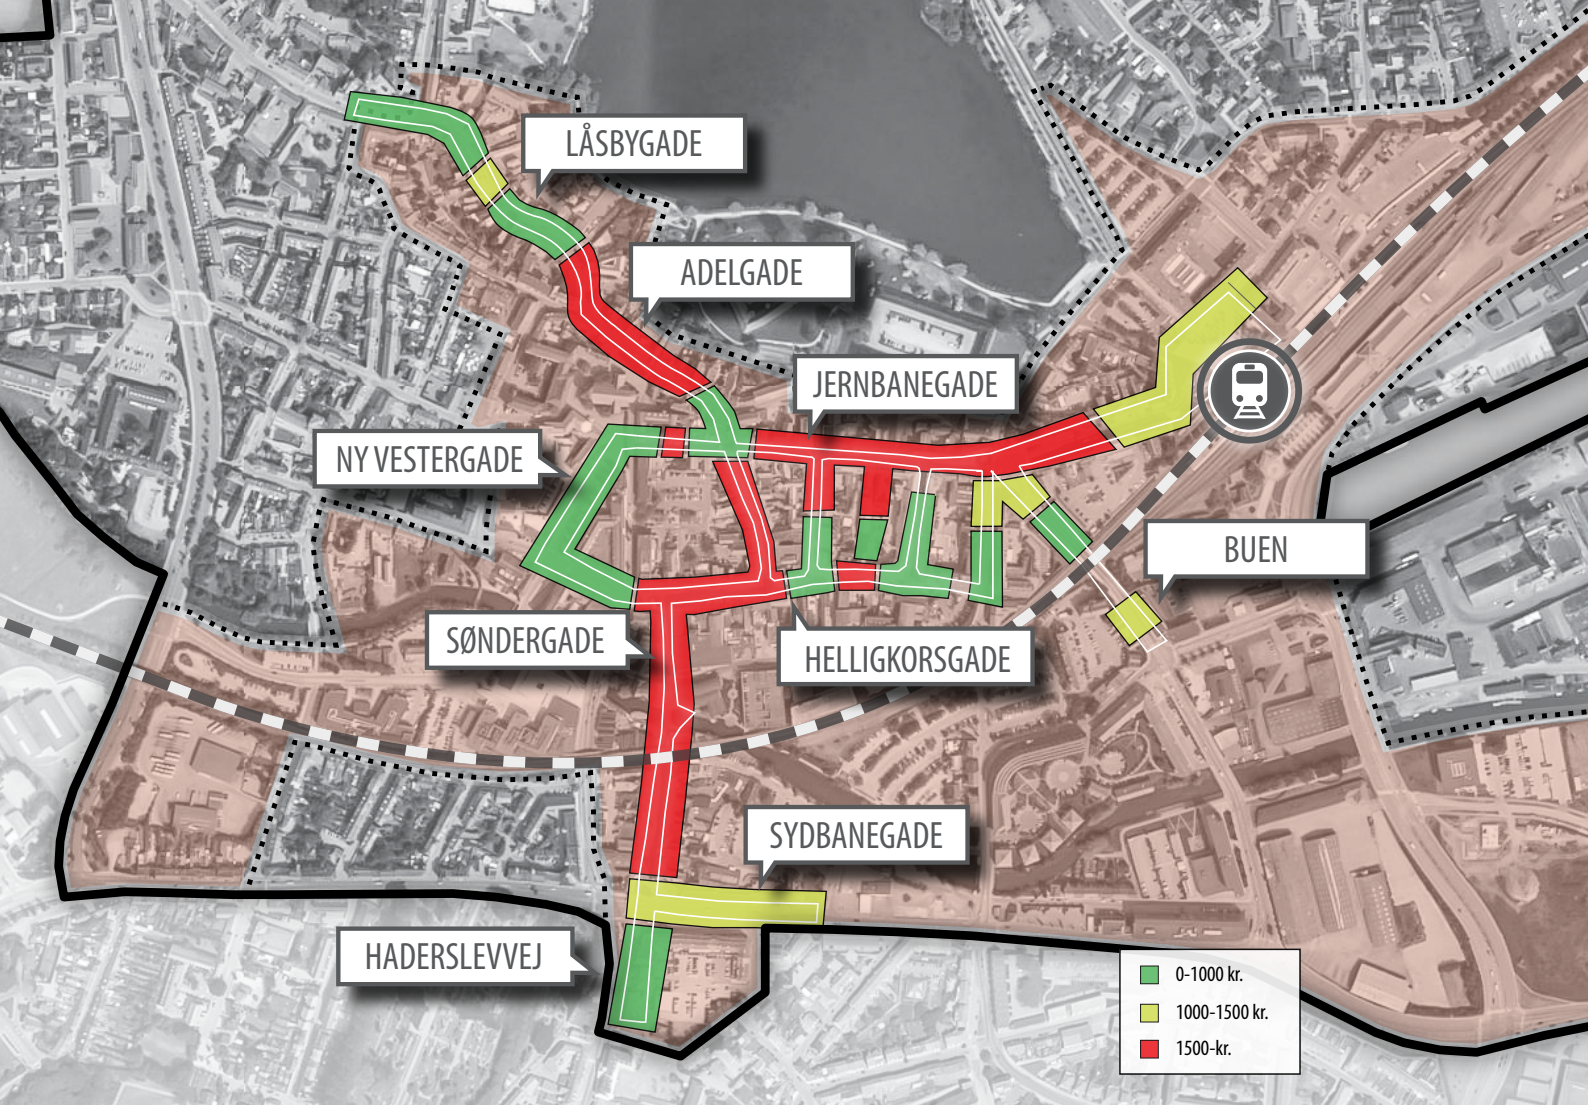 LÅSBYGADE
ADELGADE
JERNBANEGADE
NY VESTERGADE
BUEN
SØNDERGADE
HELLIGKORSGADE
SYDBANEGADE
HADERSLEVVEJ
0-1000 kr.
1000-1500 kr.
1500-kr.